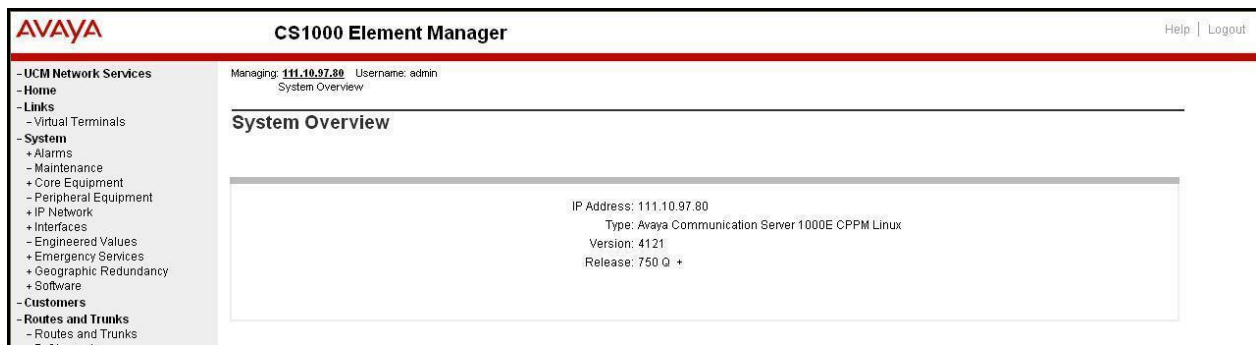 AVAYA
CS1000 Element Manager
Help | Logout
- UCM Network Services
- Home
- Links
- Virtual Terminals
- System
+ Alarms
- Maintenance
+ Core Equipment
- Peripheral Equipment
+ IP Network
+ Interfaces
- Engineered Values
+ Emergency Services
+ Geographic Redundancy
+ Software
- Customers
- Routes and Trunks
- Routes and Trunks
Managing: 111.10.97.80 Username: admin
System Overview
System Overview
IP Address: 111.10.97.80
Type: Avaya Communication Server 1000E CPPM Linux
Version: 4121
Release: 750 Q +